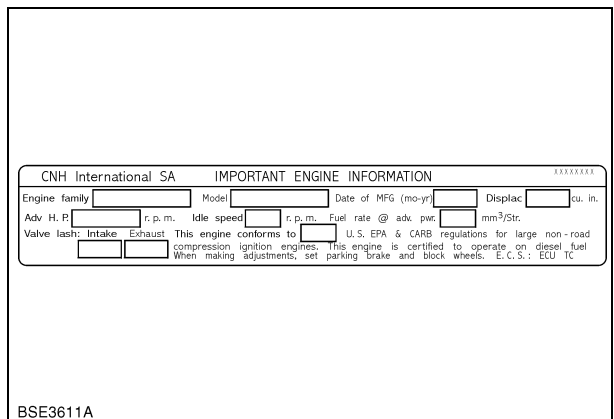 CNH International SA IMPORTANT ENGINE INFORMATION XXXXXXXX
Engine family Model Date of MFG (mo-yr) Displac cu. in.
Adv H. P. r. p. m. Idle speed r. p. m. Fuel rate @ adv. pwr. mm³/Str.
Valve lash: Intake Exhaust This engine conforms to U. S. EPA & CARB regulations for large non-road
compression ignition engines. This engine is certified to operate on diesel fuel
When making adjustments, set parking brake and block wheels. E. C. S.: ECU TC
BSE3611A